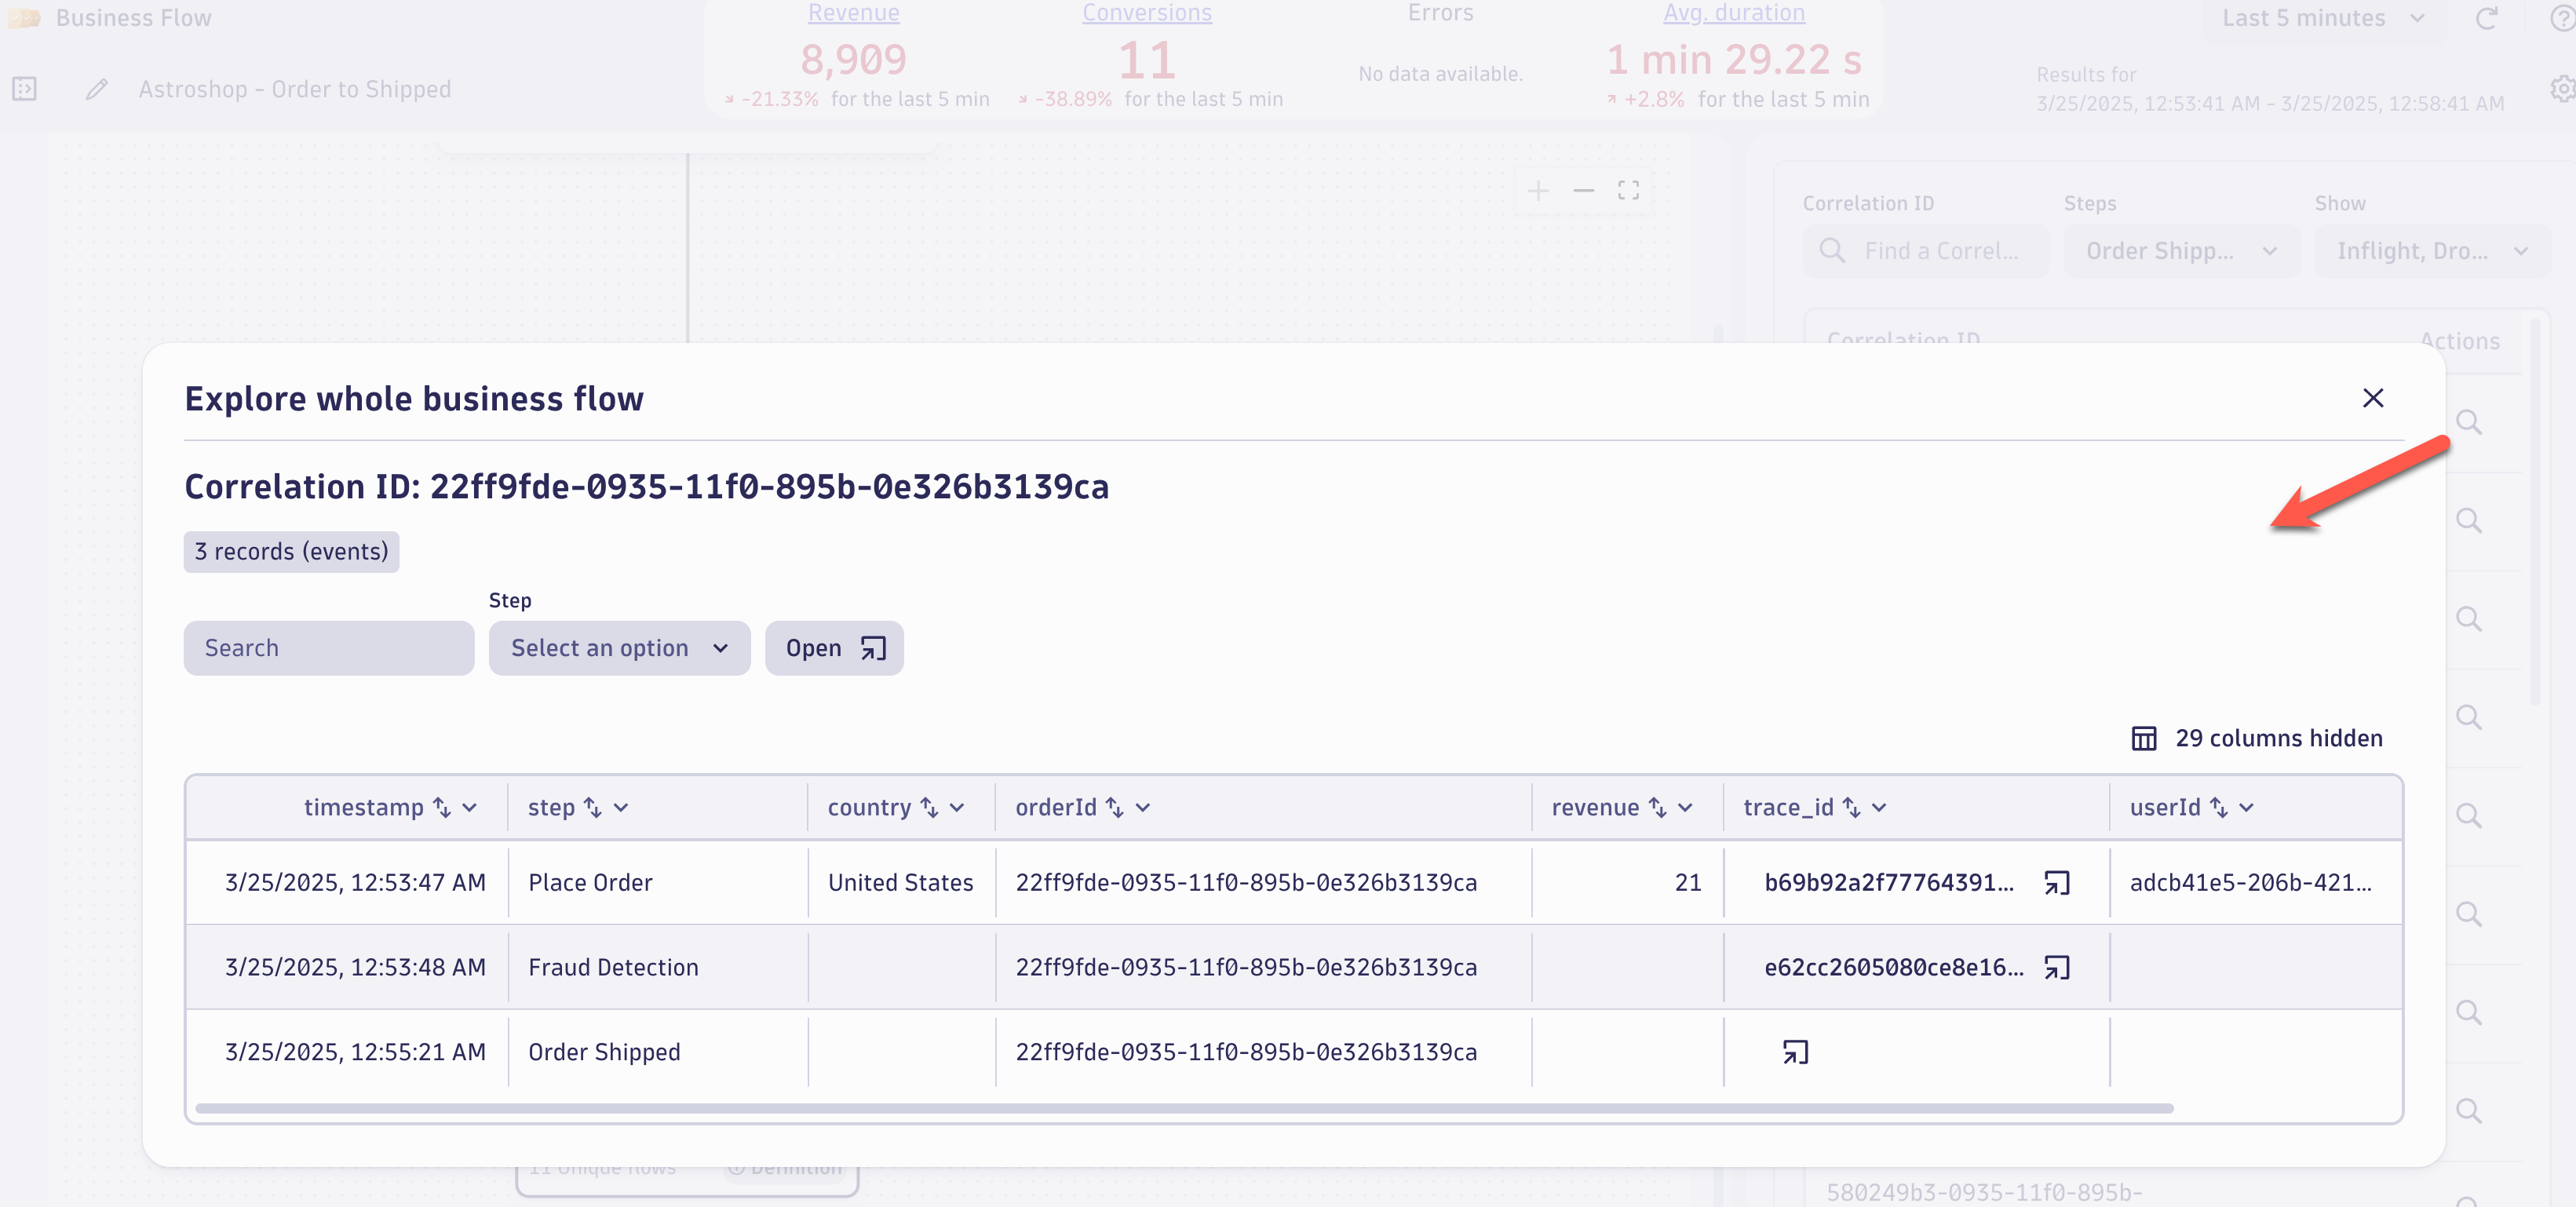 Business Flow
Revenue
Conversions
Errors
Avg. duration
Last 5 minutes
8,909
11
No data available.
1 min 29.22 s
-21.33% for the last 5 min
-38.89% for the last 5 min
+2.8% for the last 5 min
Astroshop - Order to Shipped
Results for
3/25/2025, 12:53:41 AM - 3/25/2025, 12:58:41 AM
Correlation ID
Steps
Show
Find a Correl...
Order Shipp...
Inflight, Dro...
Correlation ID
Actions
Explore whole business flow
Correlation ID: 22ff9fde-0935-11f0-895b-0e326b3139ca
3 records (events)
Step
Search
Select an option
Open
29 columns hidden
timestamp step country orderId revenue trace_id userId
3/25/2025, 12:53:47 AM Place Order United States 22ff9fde-0935-11f0-895b-0e326b3139ca 21 b69b92a2f77764391... adcb41e5-206b-421...
3/25/2025, 12:53:48 AM Fraud Detection 22ff9fde-0935-11f0-895b-0e326b3139ca e62cc2605080ce8e16...
3/25/2025, 12:55:21 AM Order Shipped 22ff9fde-0935-11f0-895b-0e326b3139ca
11 Unique flows
Definition
580249b3-0935-11f0-895b-